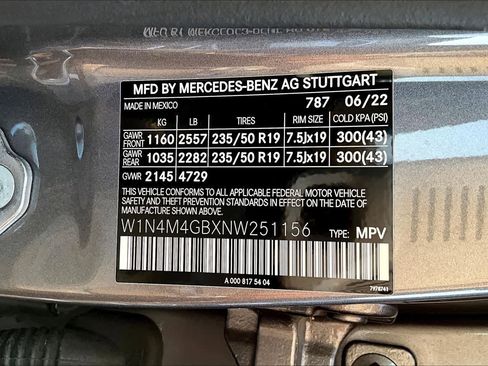 MFD BY MERCEDES-BENZ AG STUTTGART
MADE IN MEXICO 787 06/22
KG LB TIRES RIM SIZE COLD KPA (PSI)
GAWR FRONT 1160 2557 235/50 R19 7.5Jx19 300(43)
GAWR REAR 1035 2282 235/50 R19 7.5Jx19 300(43)
GVWR 2145 4729
THIS VEHICLE CONFORMS TO ALL APPLICABLE FEDERAL MOTOR VEHICLE
SAFETY AND THEFT PREVENTION STANDARDS IN EFFECT ON THE DATE
OF MANUFACTURE SHOWN ABOVE.
W1N4M4GBXNW251156 TYPE: MPV
A 000 817 54 04
7978761